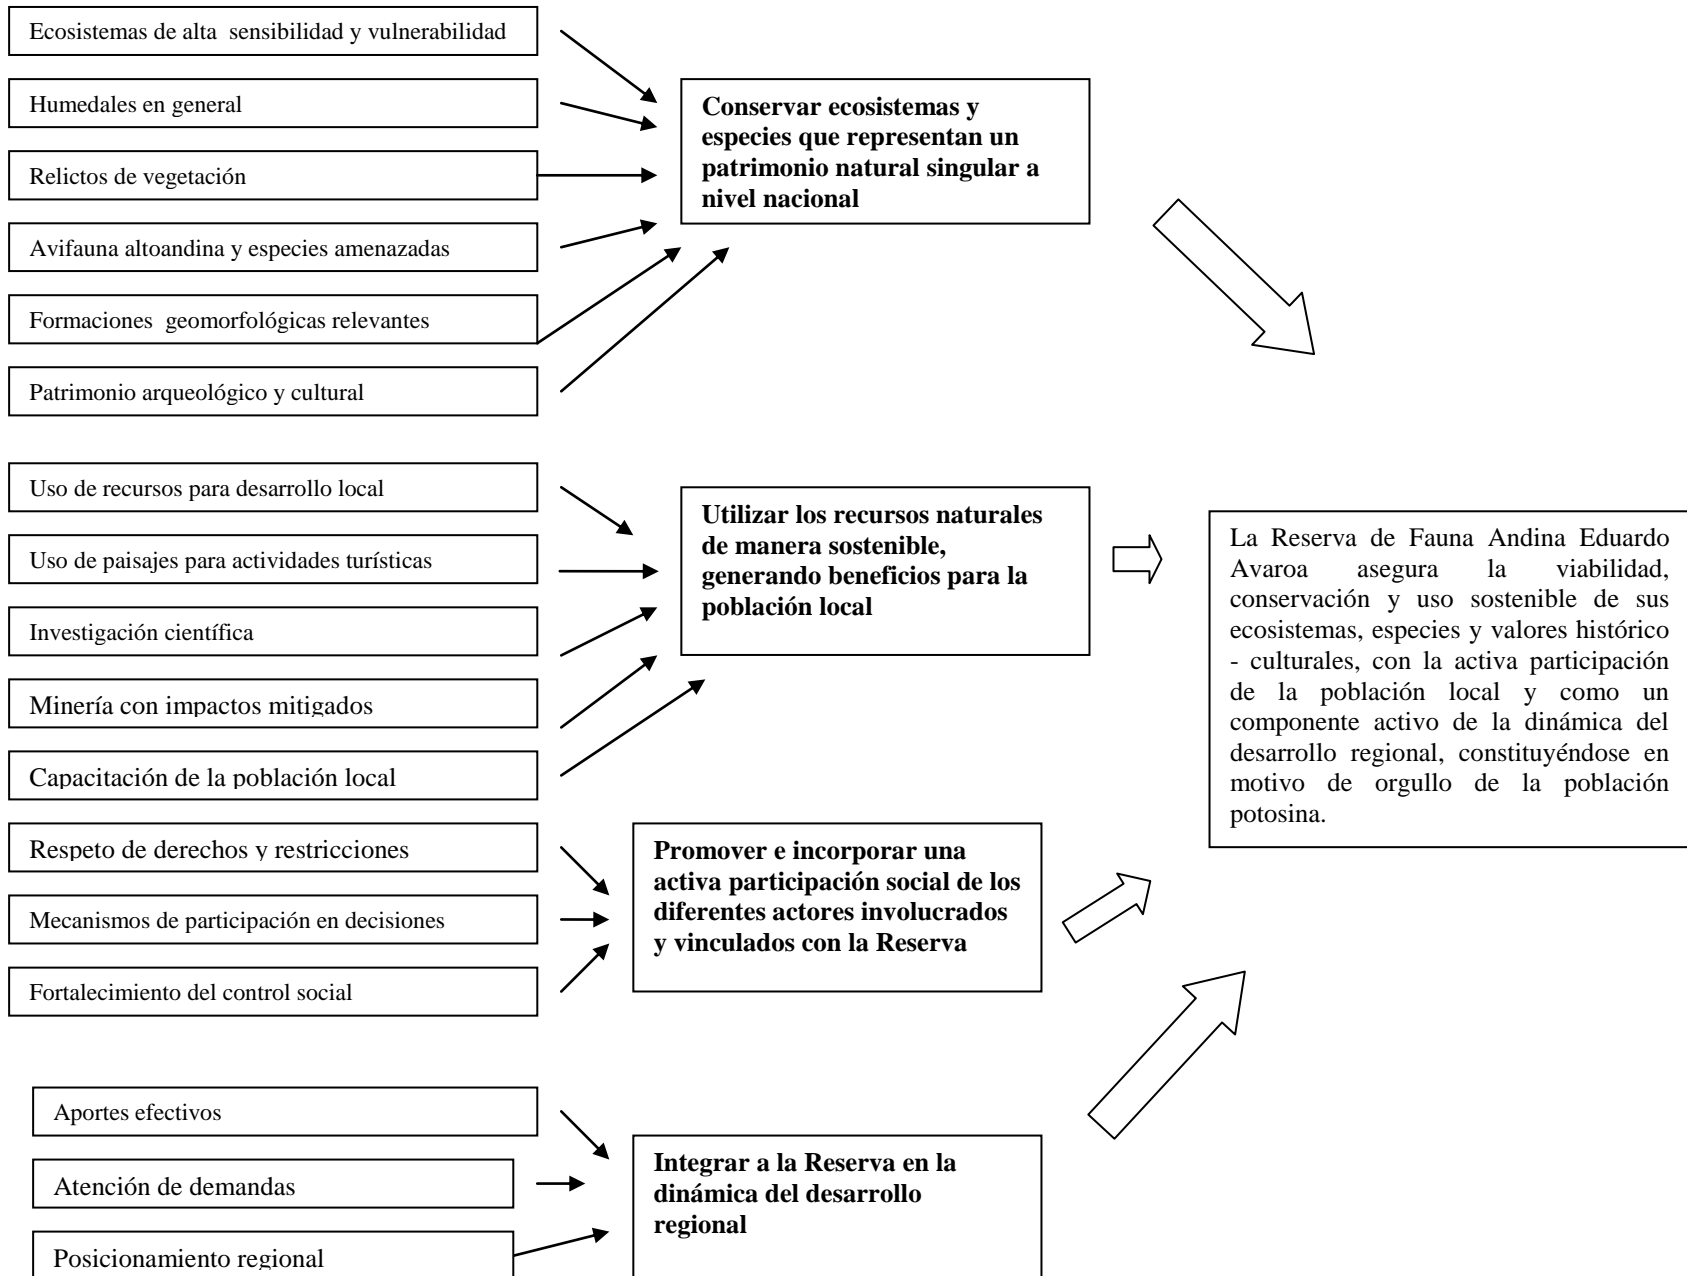 Ecosistemas de alta  sensibilidad y vulnerabilidad
Humedales en general
Relictos de vegetación
Avifauna altoandina y especies amenazadas
Formaciones  geomorfológicas relevantes
Patrimonio arqueológico y cultural
Conservar ecosistemas y
especies que representan un
patrimonio natural singular a
nivel nacional
Uso de recursos para desarrollo local
Uso de paisajes para actividades turísticas
Investigación científica
Minería con impactos mitigados
Capacitación de la población local
Utilizar los recursos naturales
de manera sostenible,
generando beneficios para la
población local
Respeto de derechos y restricciones
Mecanismos de participación en decisiones
Fortalecimiento del control social
Promover e incorporar una
activa participación social de los
diferentes actores involucrados
y vinculados con la Reserva
Aportes efectivos
Atención de demandas
Posicionamiento regional
Integrar a la Reserva en la
dinámica del desarrollo
regional
La Reserva de Fauna Andina Eduardo
Avaroa asegura la viabilidad,
conservación y uso sostenible de sus
ecosistemas, especies y valores histórico
- culturales, con la activa participación
de la población local y como un
componente activo de la dinámica del
desarrollo regional, constituyéndose en
motivo de orgullo de la población
potosina.